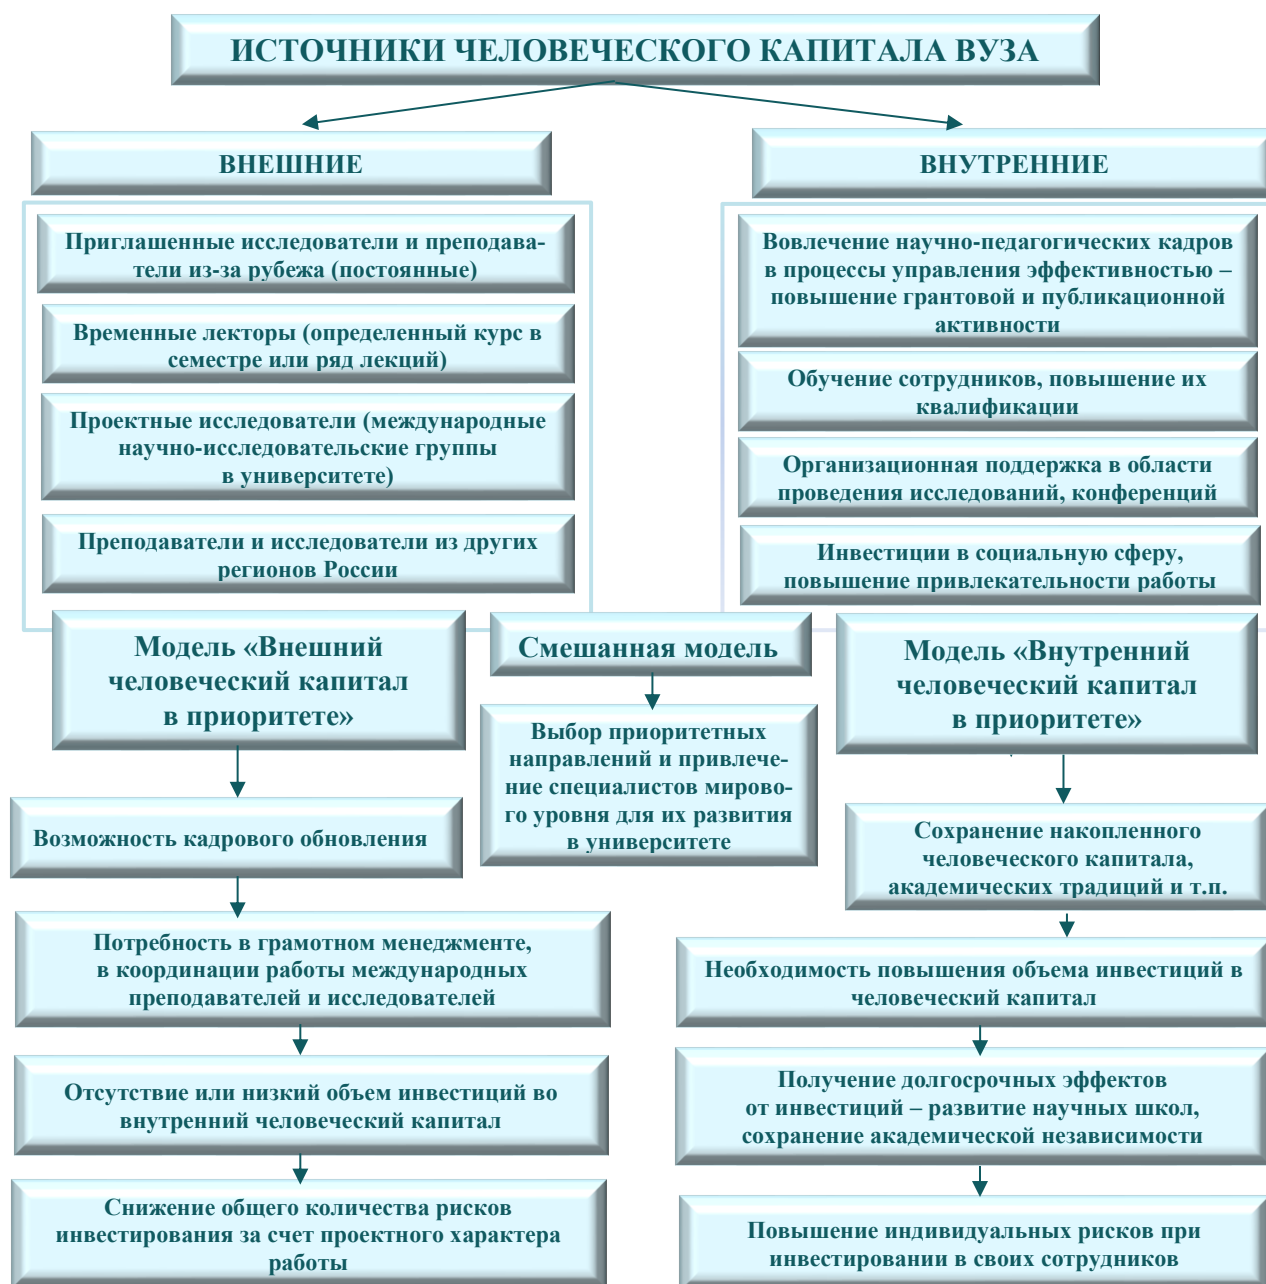 ИСТОЧНИКИ ЧЕЛОВЕЧЕСКОГО КАПИТАЛА ВУЗА
ВНЕШНИЕ
Приглашенные исследователи и преподава-
тели из-за рубежа (постоянные)
Временные лекторы (определенный курс в
семестре или ряд лекций)
Проектные исследователи (международные
научно-исследовательские группы
в университете)
Преподаватели и исследователи из других
регионов России
ВНУТРЕННИЕ
Вовлечение научно-педагогических кадров
в процессы управления эффективностью –
повышение грантовой и публикационной
активности
Обучение сотрудников, повышение их
квалификации
Организационная поддержка в области
проведения исследований, конференций
Инвестиции в социальную сферу,
повышение привлекательности работы
Модель «Внешний
человеческий капитал
в приоритете»
Возможность кадрового обновления
Потребность в грамотном менеджменте,
в координации работы международных
преподавателей и исследователей
Отсутствие или низкий объем инвестиций во
внутренний человеческий капитал
Снижение общего количества рисков
инвестирования за счет проектного характера
работы
Смешанная модель
Выбор приоритетных
направлений и привлече-
ние специалистов мирово-
го уровня для их развития
в университете
Модель «Внутренний
человеческий капитал
в приоритете»
Сохранение накопленного
человеческого капитала,
академических традиций и т.п.
Необходимость повышения объема инвестиций в
человеческий капитал
Получение долгосрочных эффектов
от инвестиций – развитие научных школ,
сохранение академической независимости
Повышение индивидуальных рисков при
инвестировании в своих сотрудников